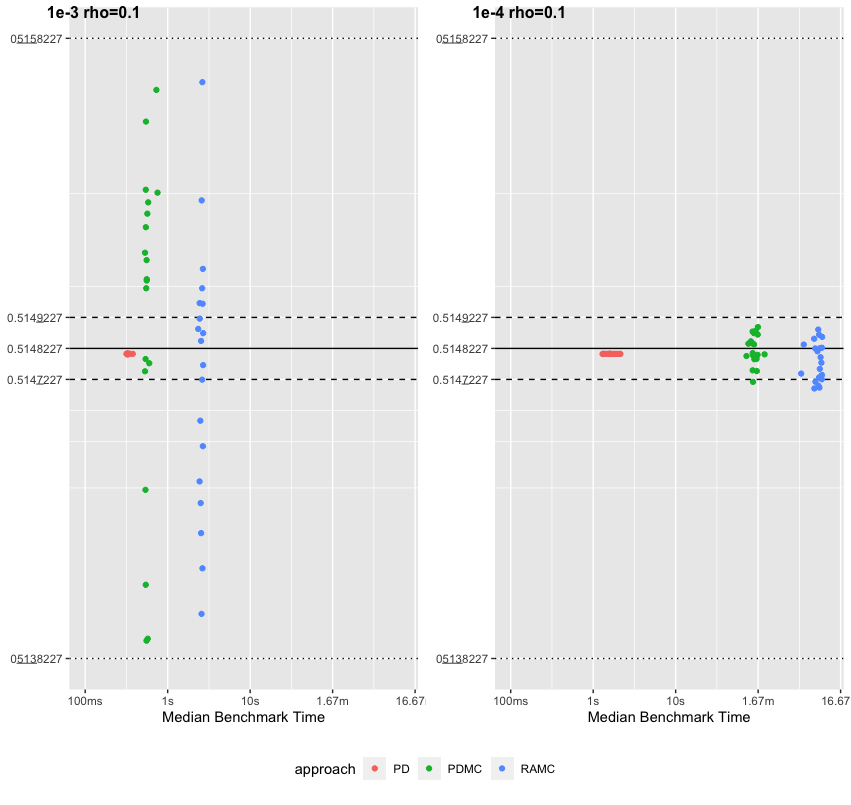 1e-3 rho=0.1
1e-4 rho=0.1
0.5158227
0.5149227
0.5148227
0.5147227
0.5138227
0.5158227
0.5149227
0.5148227
0.5147227
0.5138227
100ms 1s 10s 1.67m 16.67
100ms 1s 10s 1.67m 16.67
Median Benchmark Time
Median Benchmark Time
approach PD PDMC RAMC